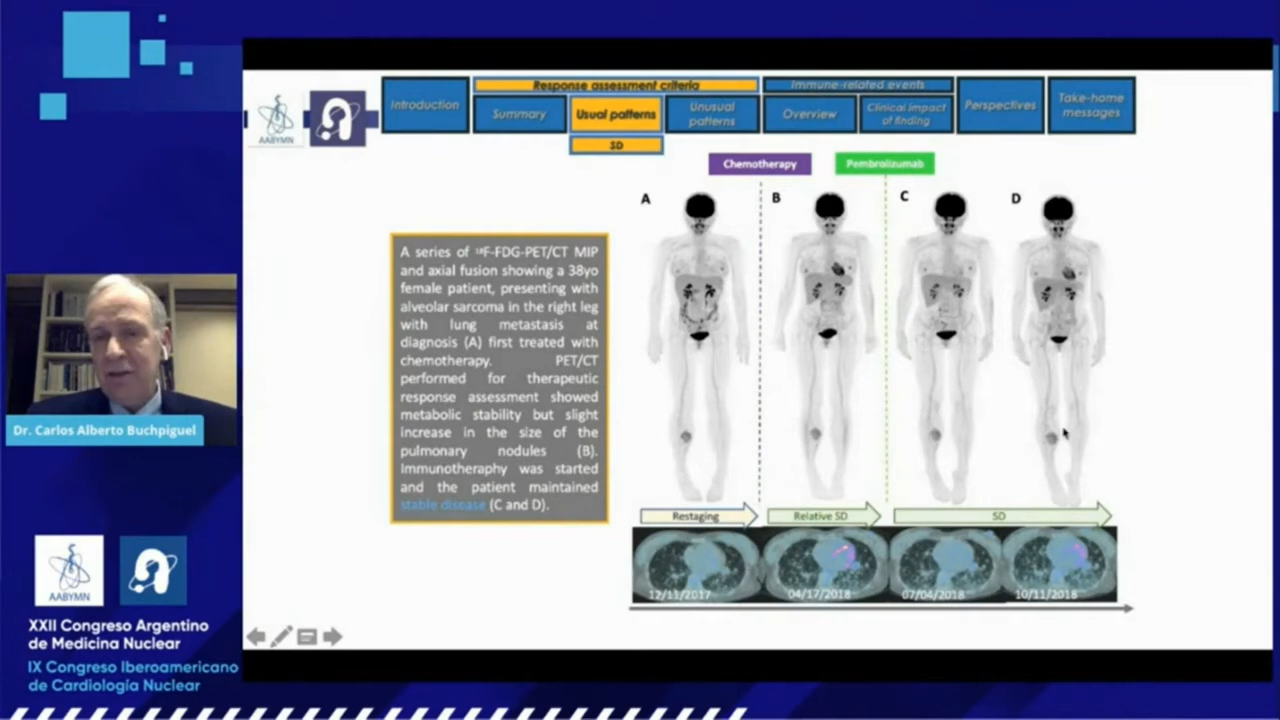 Introduction
Response assessment criteria
Summary
Usual patterns
SD
Unusual
patterns
Immune-related events
Overview
Clinical impact
of finding
Perspectives
Take-home
messages
AABYMN
Chemotherapy
Pembrolizumab
A
B
C
D
A series of ¹⁸F-FDG-PET/CT MIP
and axial fusion showing a 38yo
female patient, presenting with
alveolar sarcoma in the right leg
with lung metastasis at
diagnosis (A) first treated with
chemotherapy. PET/CT
performed for therapeutic
response assessment showed
metabolic stability but slight
increase in the size of the
pulmonary nodules (B).
Immunotheraphy was started
and the patient maintained
stable disease (C and D).
Restaging
Relative SD
SD
12/11/2017
04/17/2018
07/04/2018
10/11/2018
Dr. Carlos Alberto Buchpiguel
AABYMN
XXII Congreso Argentino
de Medicina Nuclear
IX Congreso Iberoamericano
de Cardiología Nuclear